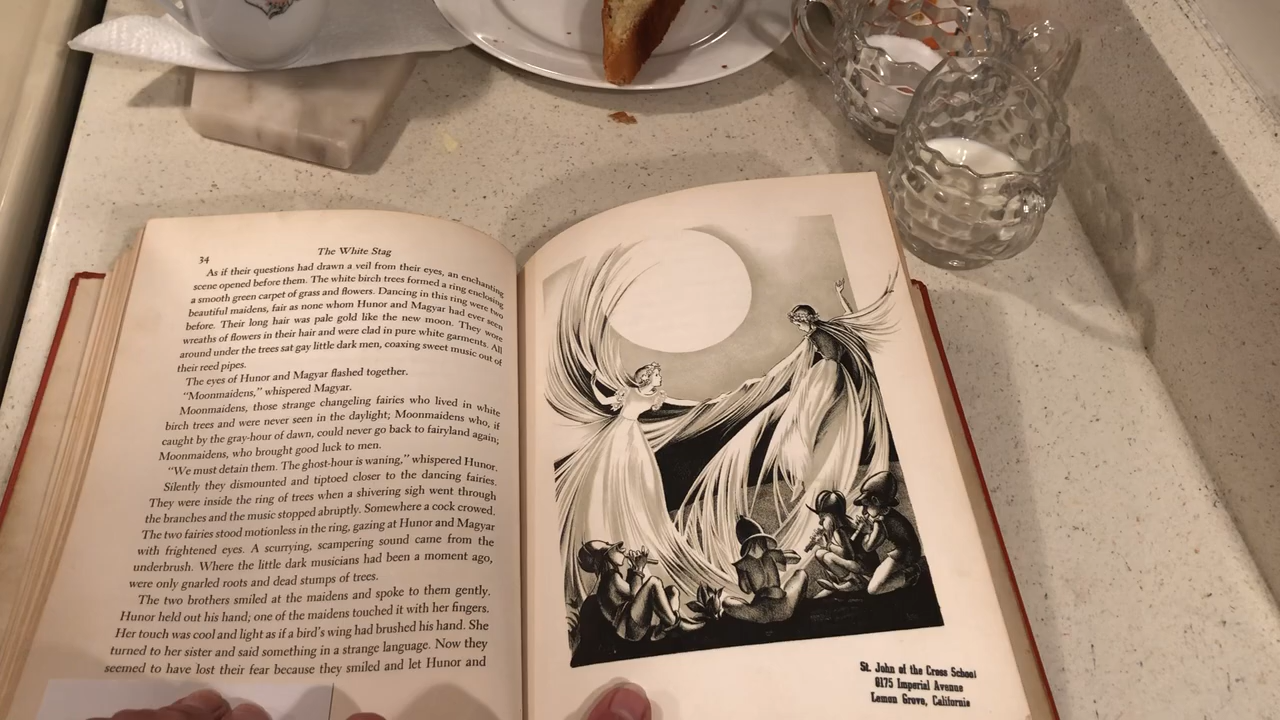 34
The White Stag
As if their questions had drawn a veil from their eyes, an enchanting
scene opened before them. The white birch trees formed a ring enclosing
a smooth green carpet of grass and flowers. Dancing in this ring were two
beautiful maidens, fair as none whom Hunor and Magyar had ever seen
before. Their long hair was pale gold like the new moon. They wore
wreaths of flowers in their hair and were clad in pure white garments. All
around under the trees sat gay little dark men, coaxing sweet music out of
their reed pipes.
The eyes of Hunor and Magyar flashed together.
"Moonmaidens," whispered Magyar.
Moonmaidens, those strange changeling fairies who lived in white
birch trees and were never seen in the daylight; Moonmaidens who, if
caught by the gray-hour of dawn, could never go back to fairyland again;
Moonmaidens, who brought good luck to men.
"We must detain them. The ghost-hour is waning," whispered Hunor.
Silently they dismounted and tiptoed closer to the dancing fairies.
They were inside the ring of trees when a shivering sigh went through
the branches and the music stopped abruptly. Somewhere a cock crowed.
The two fairies stood motionless in the ring, gazing at Hunor and Magyar
with frightened eyes. A scurrying, scampering sound came from the
underbrush. Where the little dark musicians had been a moment ago,
were only gnarled roots and dead stumps of trees.
The two brothers smiled at the maidens and spoke to them gently.
Hunor held out his hand; one of the maidens touched it with her fingers.
Her touch was cool and light as if a bird's wing had brushed his hand. She
turned to her sister and said something in a strange language. Now they
seemed to have lost their fear because they smiled and let Hunor and
St. John of the Cross School
8175 Imperial Avenue
Lemon Grove, California